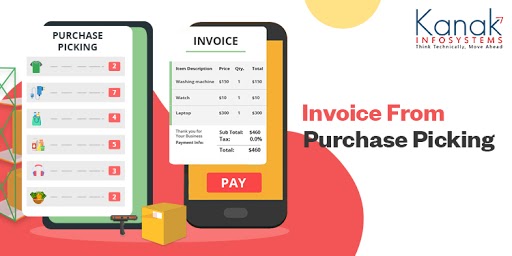 PURCHASE
PICKING
2
7
4
5
2
2
INVOICE
Item Description Price Qty. Total
Washing machine $150 1 $150
Watch $10 1 $10
Laptop $300 1 $300
Thank you for
Your Business
Payment Info:
Sub Total: $460
Tax: 0.0%
Total: $460
PAY
Kanak
INFOSYSTEMS
Think Technically, Move Ahead
Invoice From
Purchase Picking